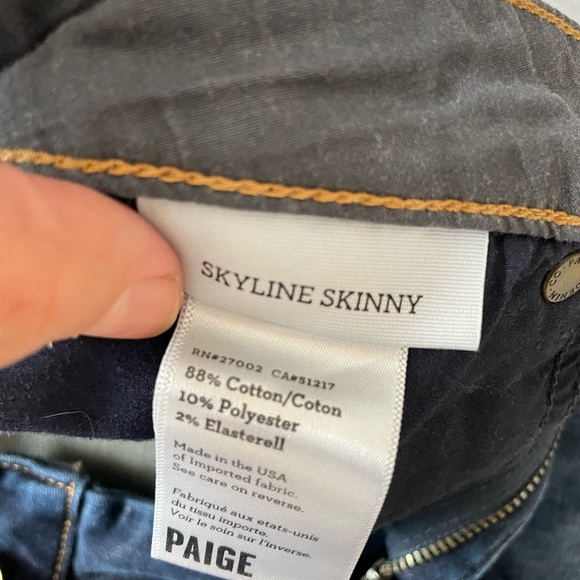 SKYLINE SKINNY
RN#27002 CA#51217
88% Cotton/Coton
10% Polyester
2% Elasterell
Made in the USA
of Imported fabric.
See care on reverse.
Fabriqué aux etats-unis
du tissu importe.
Voir le soin sur l'inverse.
PAIGE